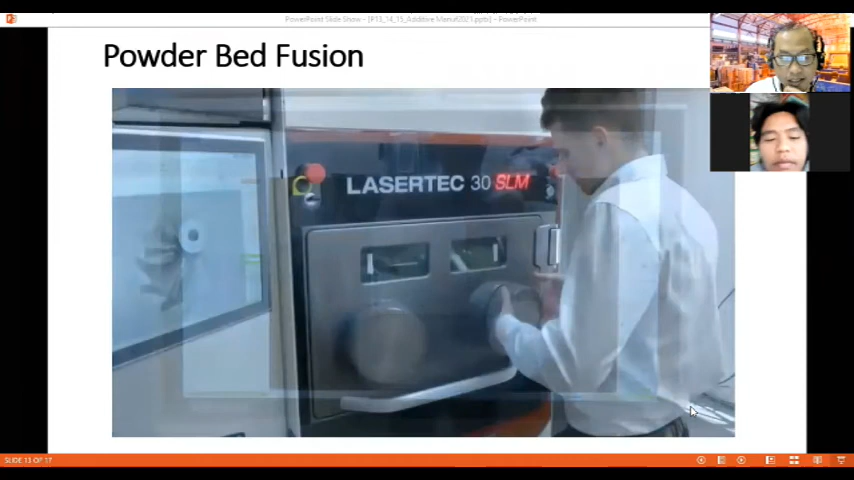 PowerPoint Slide Show - [P13_14_15_Additive Manuf2021.pptx] - PowerPoint
Powder Bed Fusion
LASERTEC 30 SLM
SLIDE 13 OF 17